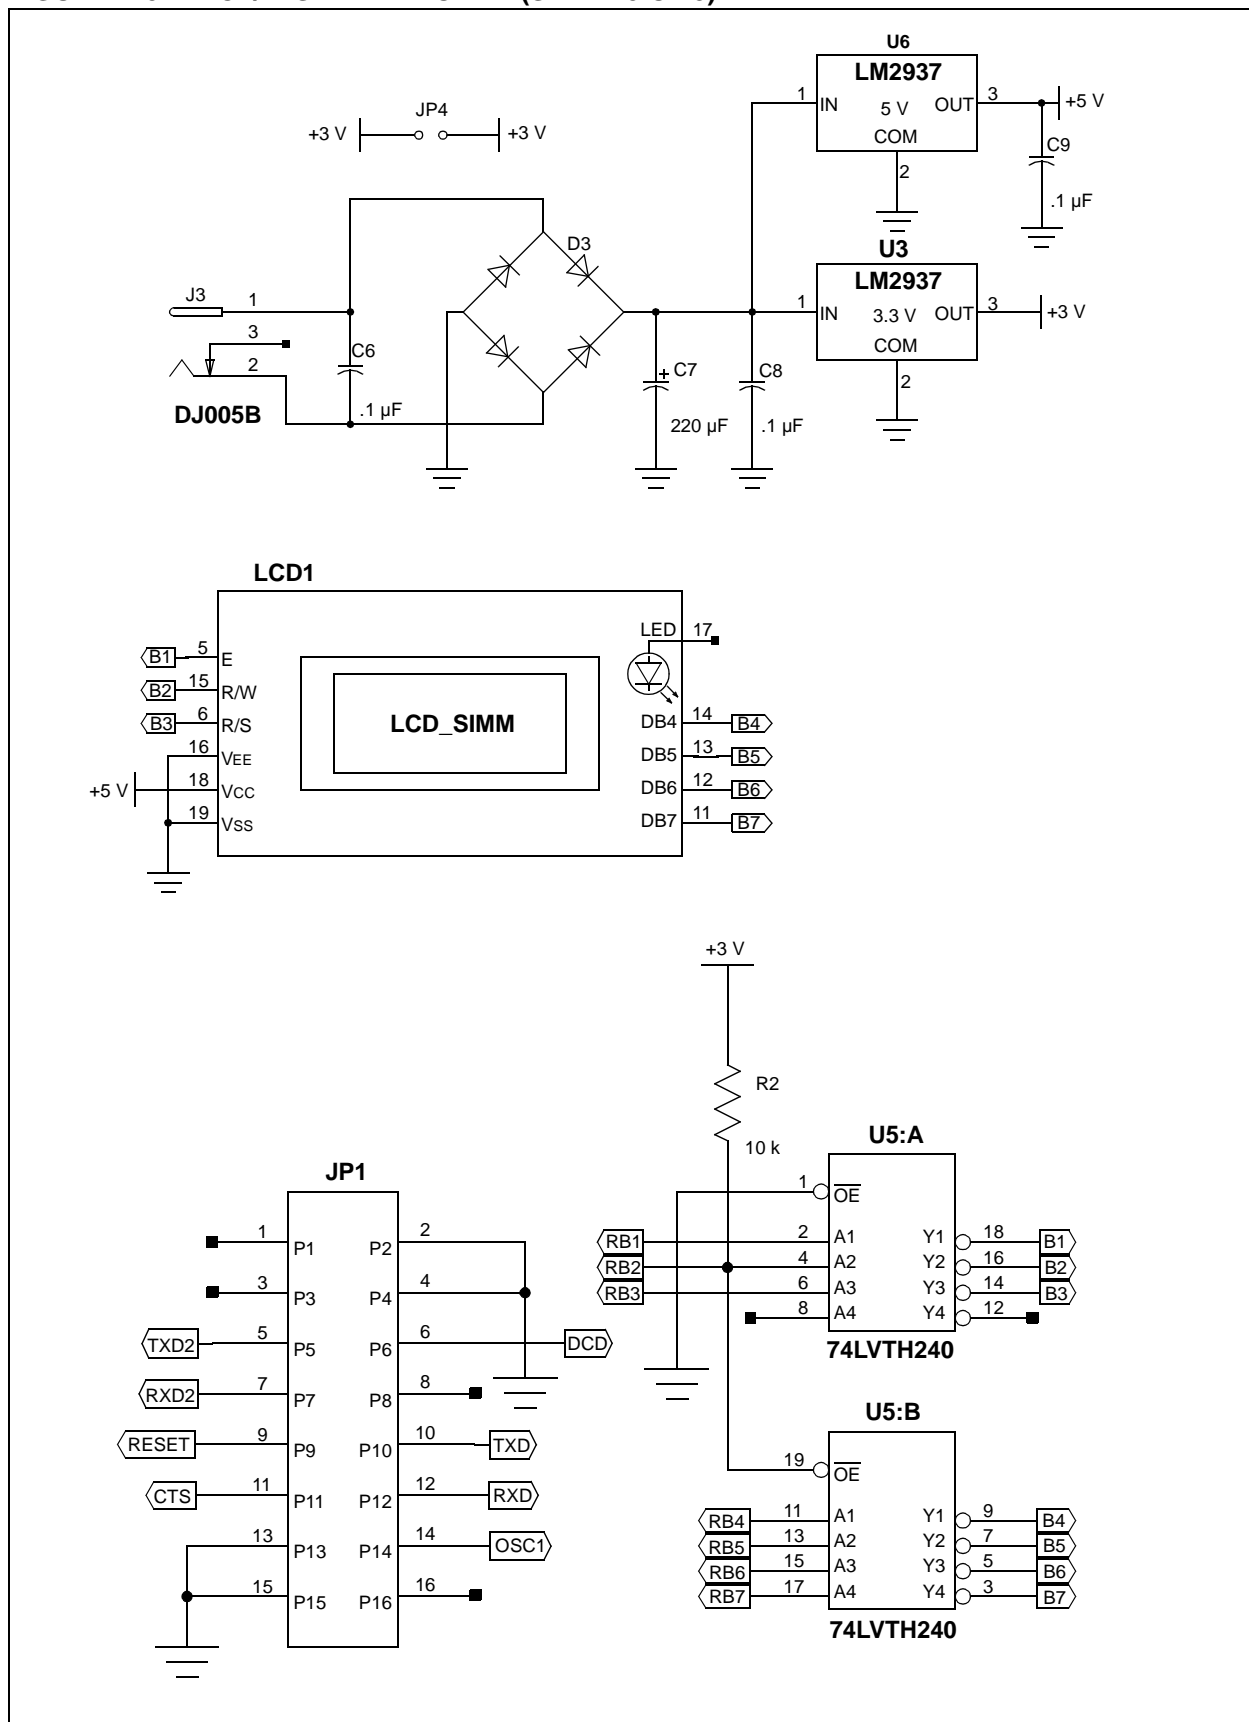 U6
LM2937
1 IN 5 V OUT 3 +5 V
COM
2
C9
.1 µF
JP4
+3 V +3 V
D3
U3
LM2937
1 IN 3.3 V OUT 3 +3 V
COM
2
J3 1
3
2
DJ005B
C6
.1 µF
C7
220 µF
C8
.1 µF
LCD1
LED 17
B1 5 E
B2 15 R/W
B3 6 R/S
16 VEE
+5 V 18 VCC
19 VSS
LCD_SIMM
DB4 14 B4
DB5 13 B5
DB6 12 B6
DB7 11 B7
+3 V
R2
10 k
JP1
1 P1 P2 2
3 P3 P4 4
TXD2 5 P5 P6 6 DCD
RXD2 7 P7 P8 8
RESET 9 P9 P10 10 TXD
CTS 11 P11 P12 12 RXD
13 P13 P14 14 OSC1
15 P15 P16 16
U5:A
1 OE
RB1 2 A1 Y1 18 B1
RB2 4 A2 Y2 16 B2
RB3 6 A3 Y3 14 B3
8 A4 Y4 12
74LVTH240
U5:B
19 OE
RB4 11 A1 Y1 9 B4
RB5 13 A2 Y2 7 B5
RB6 15 A3 Y3 5 B6
RB7 17 A4 Y4 3 B7
74LVTH240